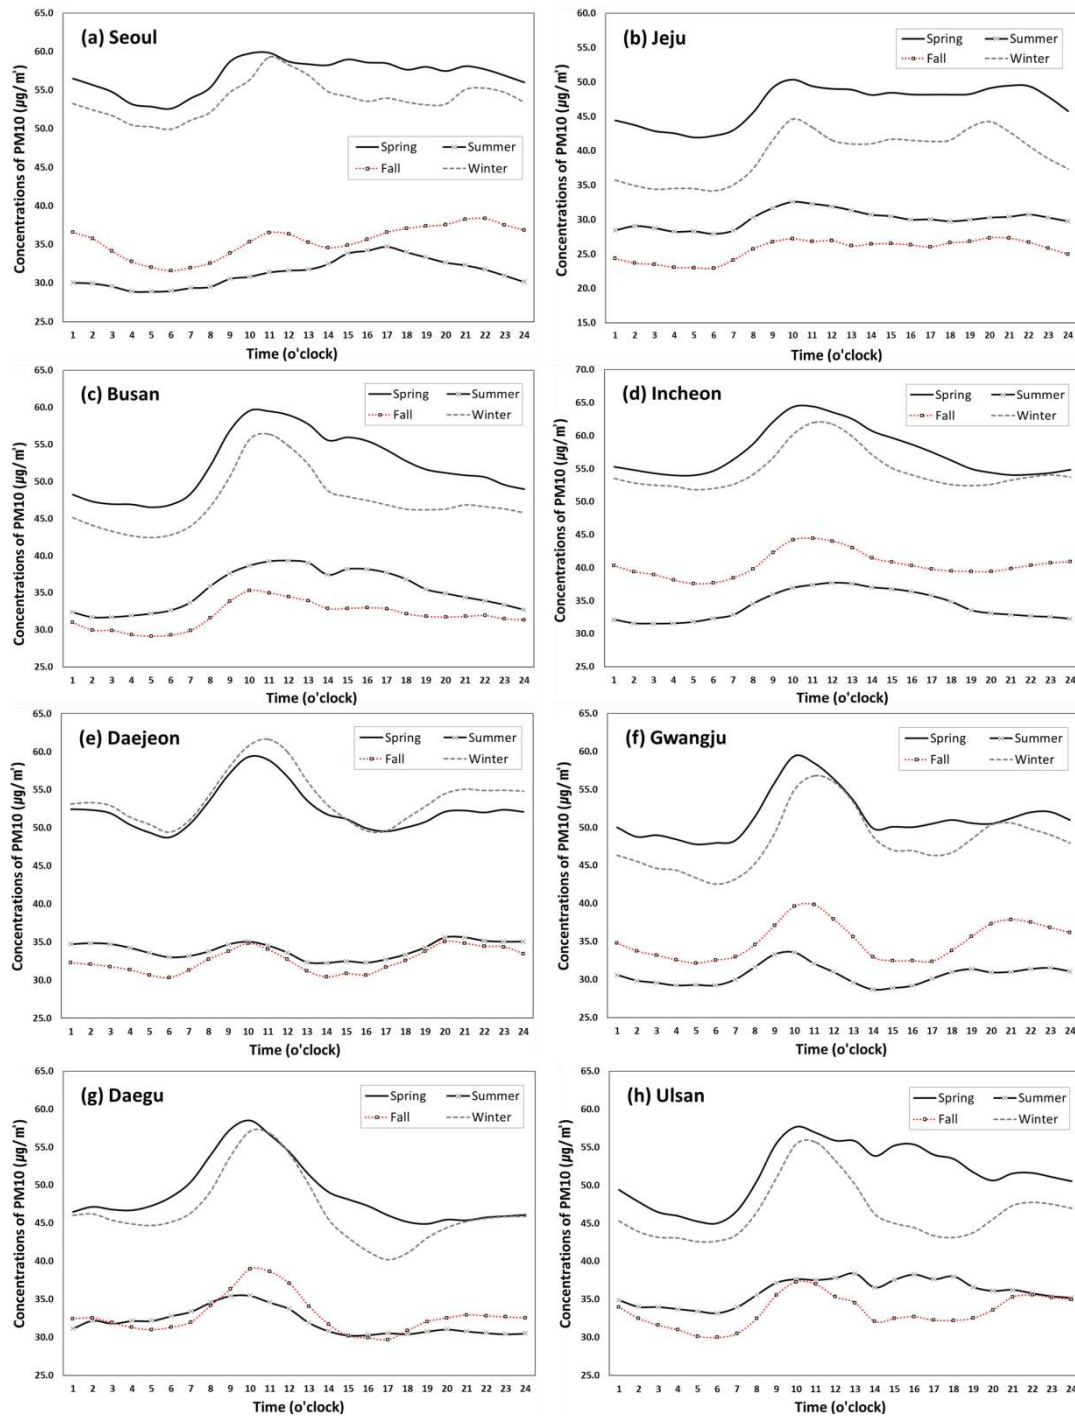 (a) Seoul
Concentrations of PM10 (μg/㎥)
65.0
60.0
55.0
50.0
45.0
40.0
35.0
30.0
25.0
Spring Summer
Fall Winter
1 2 3 4 5 6 7 8 9 10 11 12 13 14 15 16 17 18 19 20 21 22 23 24
Time (o'clock)
(b) Jeju
Concentrations of PM10 (μg/㎥)
60.0
55.0
50.0
45.0
40.0
35.0
30.0
25.0
20.0
15.0
Spring Summer
Fall Winter
1 2 3 4 5 6 7 8 9 10 11 12 13 14 15 16 17 18 19 20 21 22 23 24
Time (o'clock)
(c) Busan
Concentrations of PM10 (μg/㎥)
65.0
60.0
55.0
50.0
45.0
40.0
35.0
30.0
25.0
Spring Summer
Fall Winter
1 2 3 4 5 6 7 8 9 10 11 12 13 14 15 16 17 18 19 20 21 22 23 24
Time (o'clock)
(d) Incheon
Concentrations of PM10 (μg/㎥)
70.0
65.0
60.0
55.0
50.0
45.0
40.0
35.0
30.0
25.0
Spring Summer
Fall Winter
1 2 3 4 5 6 7 8 9 10 11 12 13 14 15 16 17 18 19 20 21 22 23 24
Time (o'clock)
(e) Daejeon
Concentrations of PM10 (μg/㎥)
65.0
60.0
55.0
50.0
45.0
40.0
35.0
30.0
25.0
Spring Summer
Fall Winter
1 2 3 4 5 6 7 8 9 10 11 12 13 14 15 16 17 18 19 20 21 22 23 24
Time (o'clock)
(f) Gwangju
Concentrations of PM10 (μg/㎥)
65.0
60.0
55.0
50.0
45.0
40.0
35.0
30.0
25.0
Spring Summer
Fall Winter
1 2 3 4 5 6 7 8 9 10 11 12 13 14 15 16 17 18 19 20 21 22 23 24
Time (o'clock)
(g) Daegu
Concentrations of PM10 (μg/㎥)
65.0
60.0
55.0
50.0
45.0
40.0
35.0
30.0
25.0
Spring Summer
Fall Winter
1 2 3 4 5 6 7 8 9 10 11 12 13 14 15 16 17 18 19 20 21 22 23 24
Time (o'clock)
(h) Ulsan
Concentrations of PM10 (μg/㎥)
65.0
60.0
55.0
50.0
45.0
40.0
35.0
30.0
25.0
Spring Summer
Fall Winter
1 2 3 4 5 6 7 8 9 10 11 12 13 14 15 16 17 18 19 20 21 22 23 24
Time (o'clock)